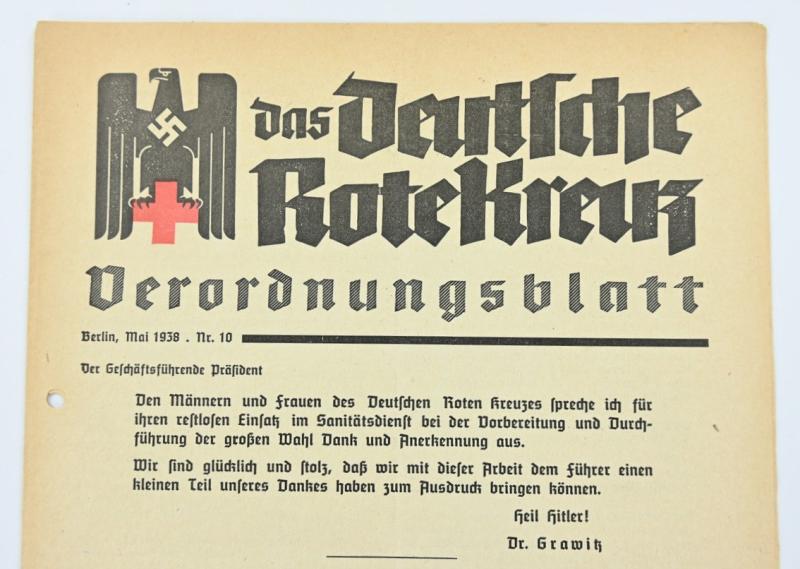 das Deutsche
Rote Kreuz
Verordnungsblatt
Berlin, Mai 1938 . Nr. 10
Der Geschäftsführende Präsident
Den Männern und Frauen des Deutschen Roten Kreuzes spreche ich für
ihren restlosen Einsatz im Sanitätsdienst bei der Vorbereitung und Durch-
führung der großen Wahl Dank und Anerkennung aus.
Wir sind glücklich und stolz, daß wir mit dieser Arbeit dem Führer einen
kleinen Teil unseres Dankes haben zum Ausdruck bringen können.
Heil Hitler!
Dr. Grawitz